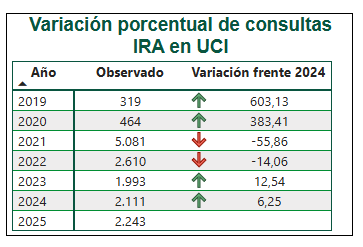 Variación porcentual de consultas
IRA en UCI
Año Observado Variación frente 2024
2019 319 603,13
2020 464 383,41
2021 5.081 -55,86
2022 2.610 -14,06
2023 1.993 12,54
2024 2.111 6,25
2025 2.243